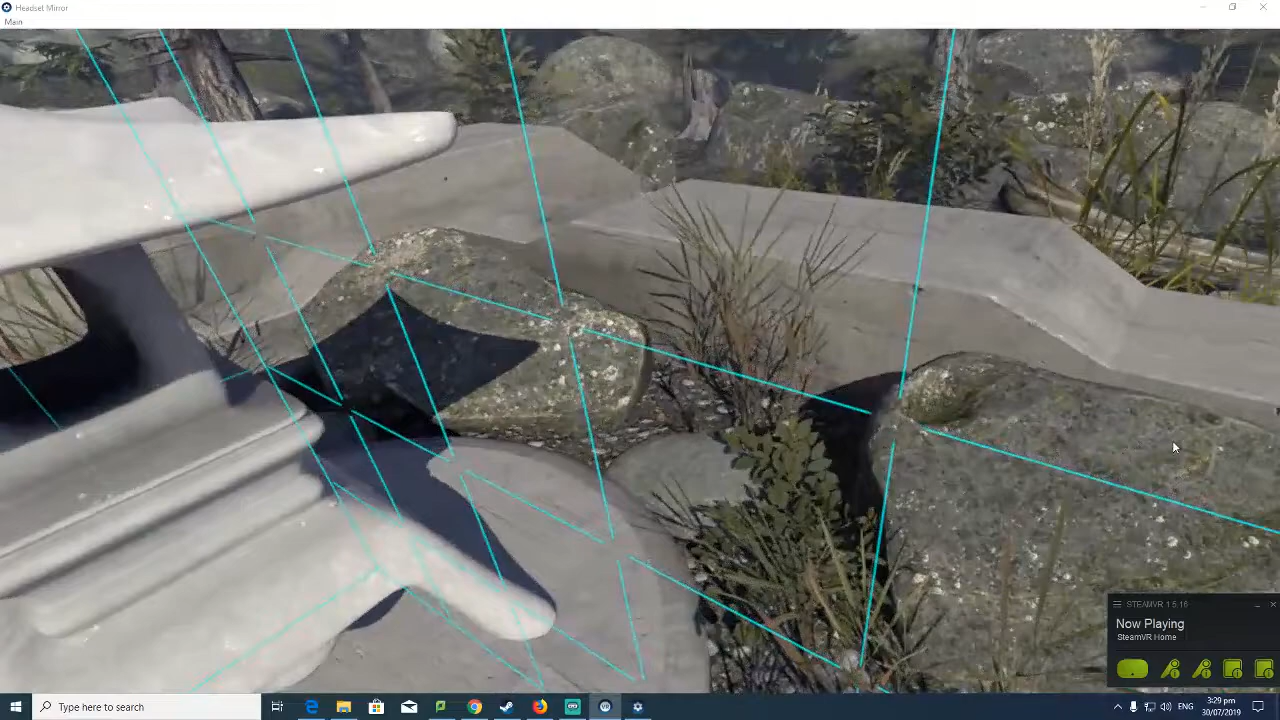 Headset Mirror
Main
STEAMVR 1.5.16
Now Playing
SteamVR Home
Type here to search
ENG
3:29 pm
30/07/2019